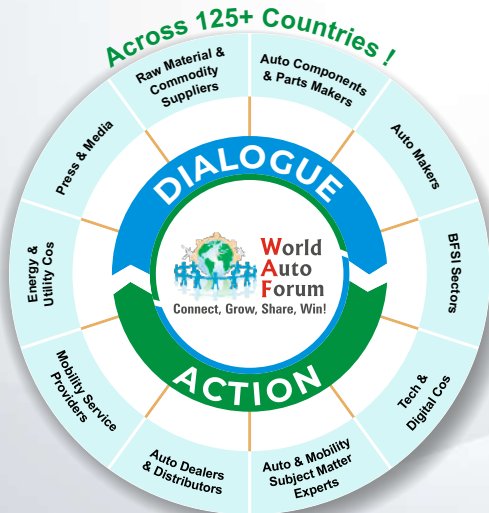 Across 125+ Countries !
Raw Material &
Commodity
Suppliers
Auto Components
& Parts Makers
Auto Makers
BFSI Sectors
Tech &
Digital Cos
Auto & Mobility
Subject Matter
Experts
Auto Dealers
& Distributors
Mobility Service
Providers
Energy &
Utility Cos
Press & Media
DIALOGUE
World
Auto
Forum
Connect, Grow, Share, Win!
ACTION